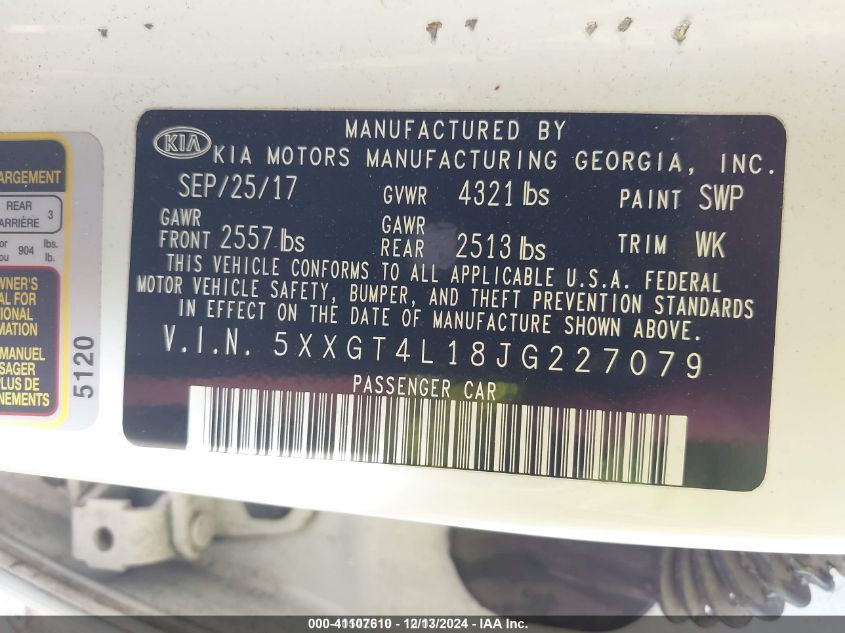 MANUFACTURED BY
KIA KIA MOTORS MANUFACTURING GEORGIA, INC.
SEP/25/17 GVWR 4321 lbs PAINT SWP
GAWR FRONT 2557 lbs GAWR REAR 2513 lbs TRIM WK
THIS VEHICLE CONFORMS TO ALL APPLICABLE U.S.A. FEDERAL
MOTOR VEHICLE SAFETY, BUMPER, AND THEFT PREVENTION STANDARDS
IN EFFECT ON THE DATE OF MANUFACTURE SHOWN ABOVE.
V.I.N. 5XXGT4L18JG227079
PASSENGER CAR
ARGEMENT
REAR 3
ARRIÈRE
or 904 lbs.
ou lb.
WNER'S
AL FOR
TIONAL
MATION
MANUEL
SAGER
PLUS DE
NEMENTS
5120
000-41107610 - 12/13/2024 - IAA Inc.